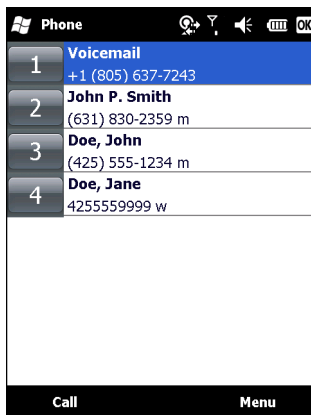 Phone
OK
1
Voicemail
+1 (805) 637-7243
2
John P. Smith
(631) 830-2359 m
3
Doe, John
(425) 555-1234 m
4
Doe, Jane
4255559999 w
Call
Menu